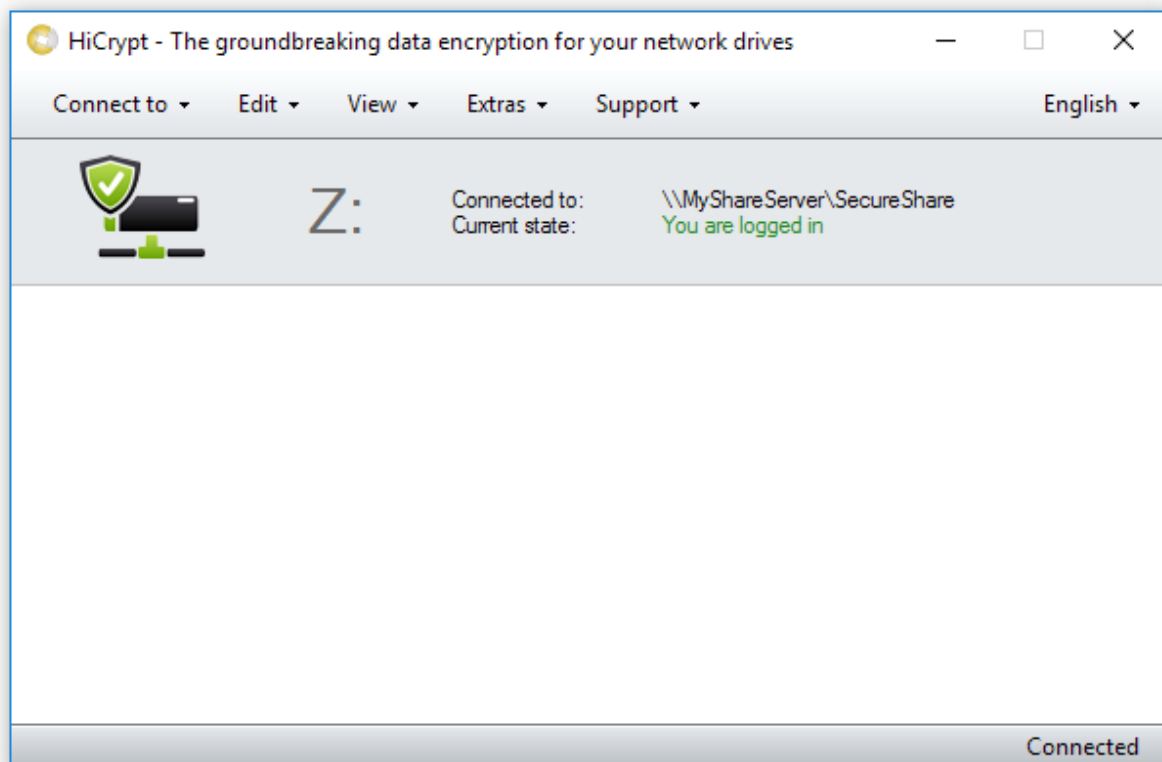 HiCrypt - The groundbreaking data encryption for your network drives
Connect to Edit View Extras Support English
Z: Connected to: \\MyShareServer\SecureShare
Current state: You are logged in
Connected